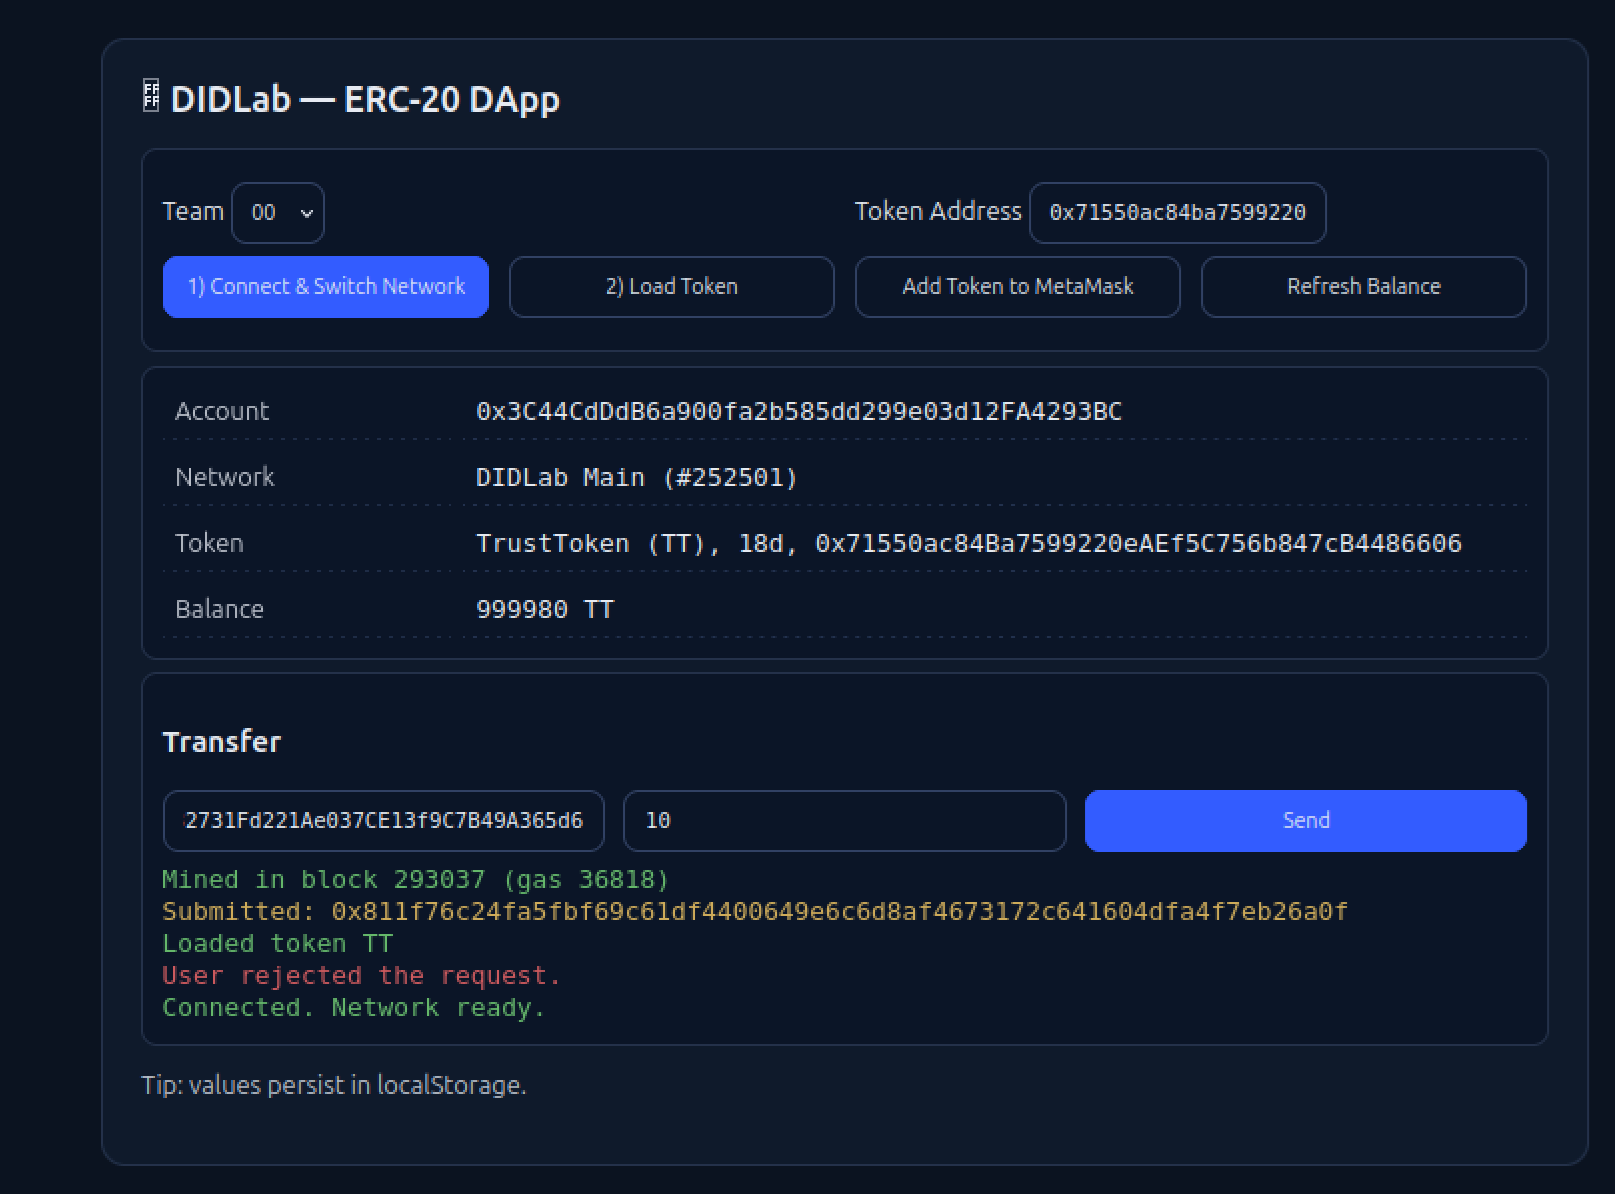 DIDLab — ERC-20 DApp
Team 00 Token Address 0x71550ac84ba7599220
1) Connect & Switch Network 2) Load Token Add Token to MetaMask Refresh Balance
Account 0x3C44CdDdB6a900fa2b585dd299e03d12FA4293BC
Network DIDLab Main (#252501)
Token TrustToken (TT), 18d, 0x71550ac84Ba7599220eAEf5C756b847cB4486606
Balance 999980 TT
Transfer
2731Fd221Ae037CE13f9C7B49A365d6 10 Send
Mined in block 293037 (gas 36818)
Submitted: 0x811f76c24fa5fbf69c61df4400649e6c6d8af4673172c641604dfa4f7eb26a0f
Loaded token TT
User rejected the request.
Connected. Network ready.
Tip: values persist in localStorage.